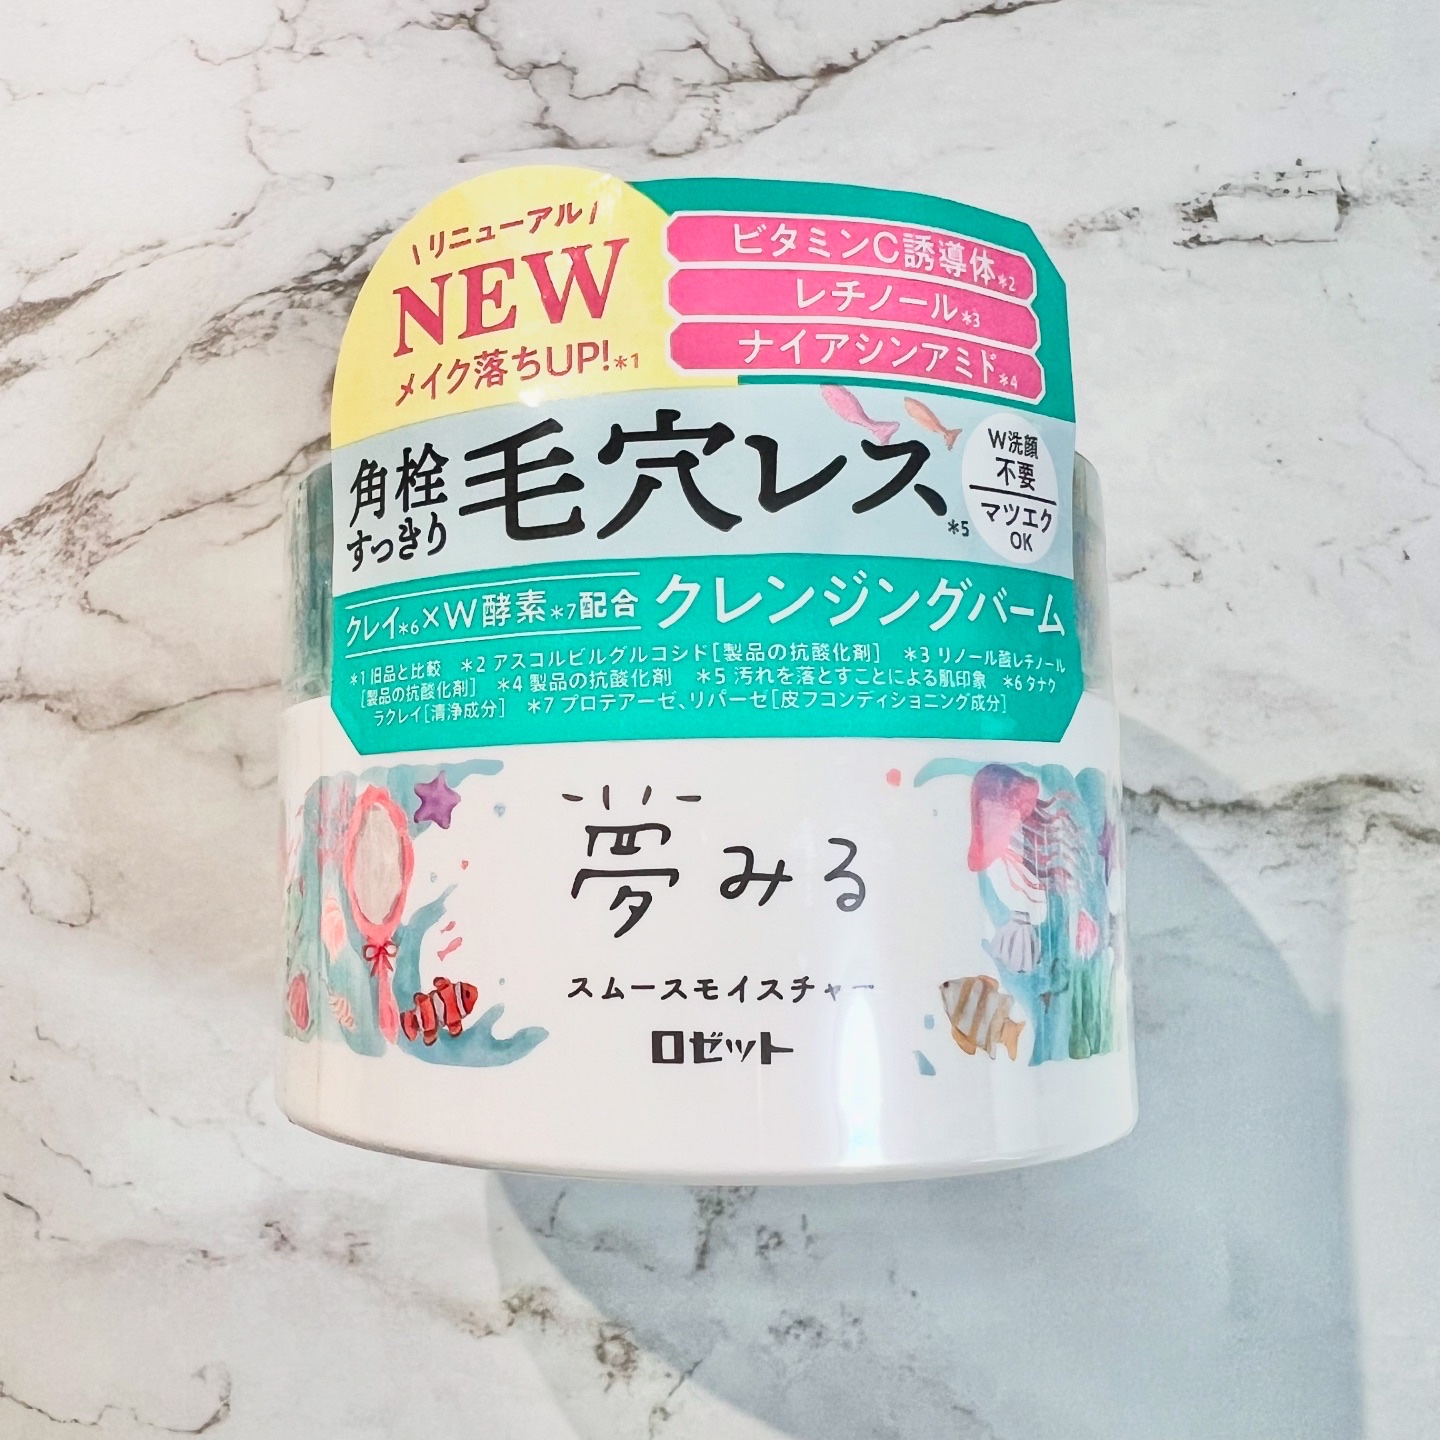 \リニューアル/
NEW
メイク落ちUP!*1
ビタミンC誘導体*2
レチノール*3
ナイアシンアミド*4
角栓
すっきり
毛穴レス*5
W洗顔
不要
マツエク
OK
クレイ*6×W酵素*7配合 クレンジングバーム
*1 旧品と比較 *2 アスコルビルグルコシド[製品の抗酸化剤] *3 リノール酸レチノール
[製品の抗酸化剤] *4 製品の抗酸化剤 *5 汚れを落とすことによる肌印象 *6 タナク
ラクレイ[清浄成分] *7 プロテアーゼ、リパーゼ[皮フコンディショニング成分]
夢みる
スムースモイスチャー
ロゼット